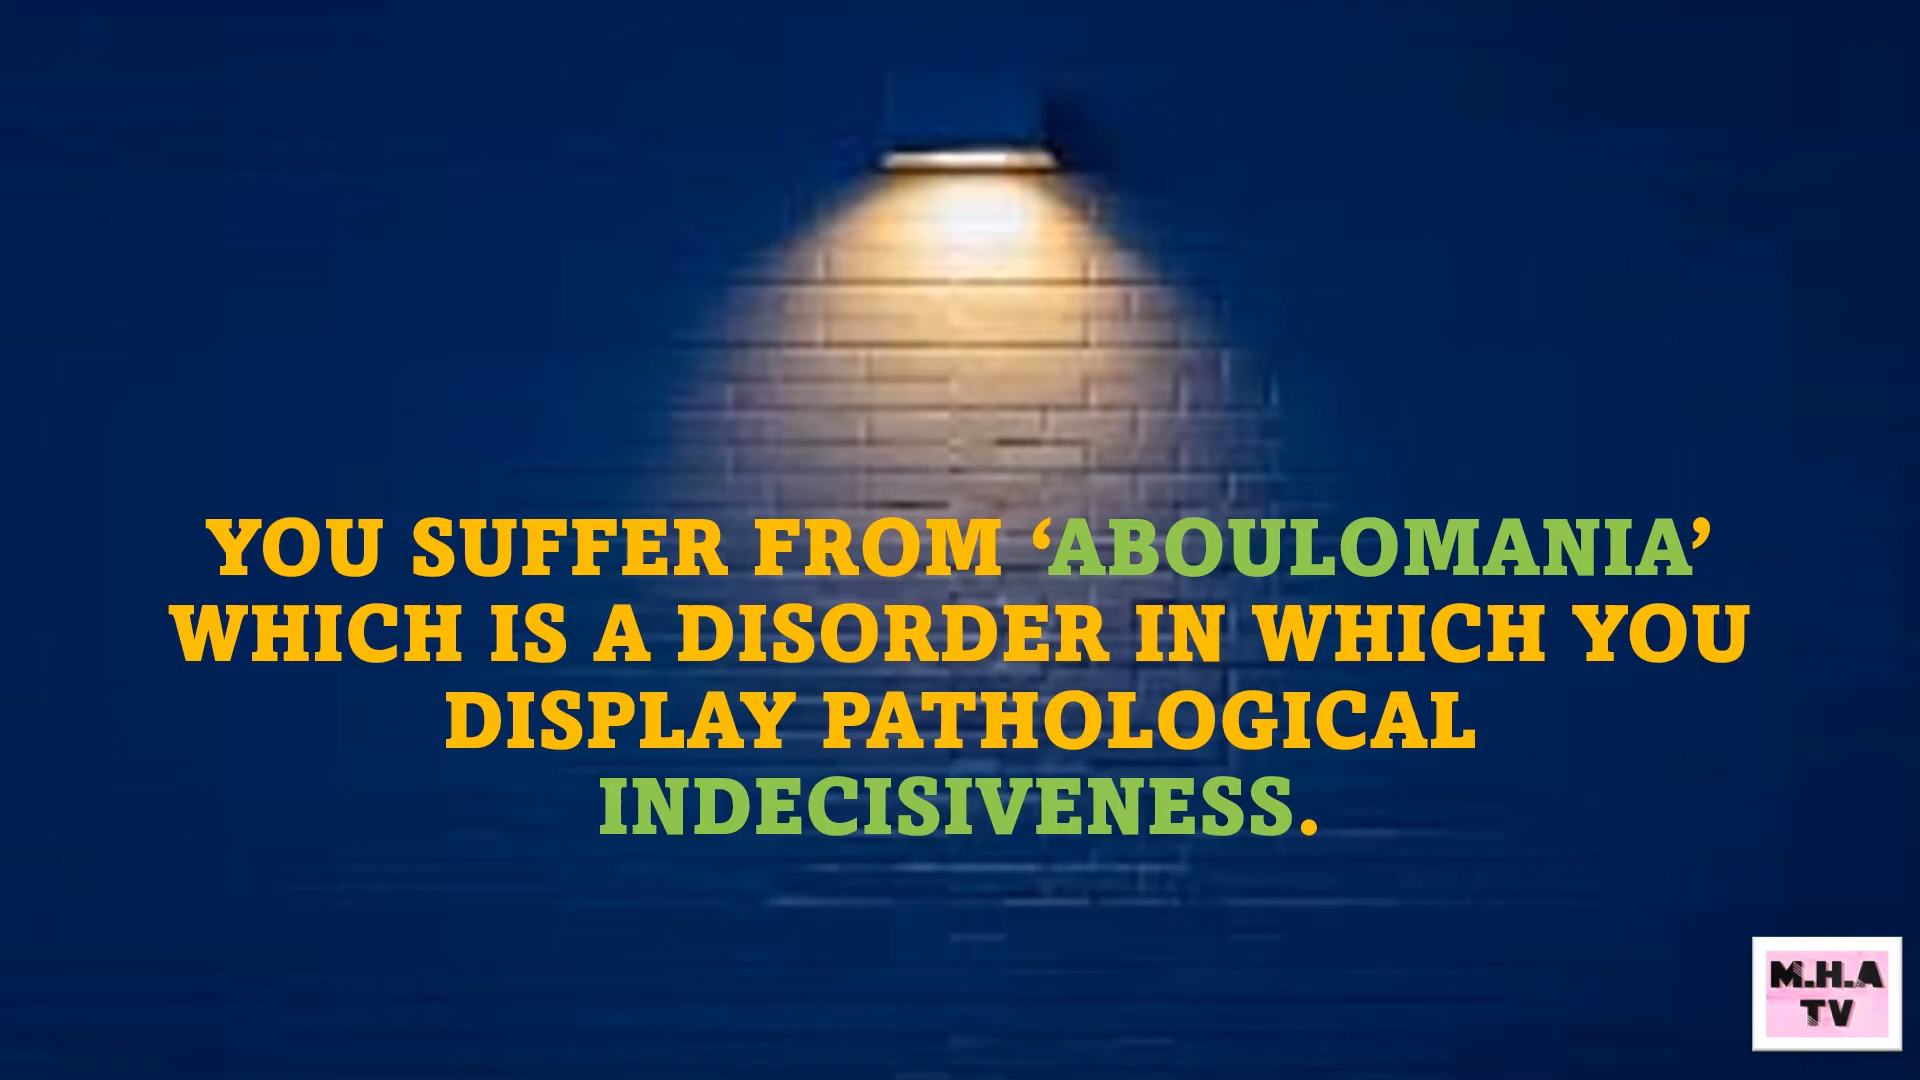 YOU SUFFER FROM ‘ABOULOMANIA’
WHICH IS A DISORDER IN WHICH YOU
DISPLAY PATHOLOGICAL
INDECISIVENESS.
M.H.A
TV